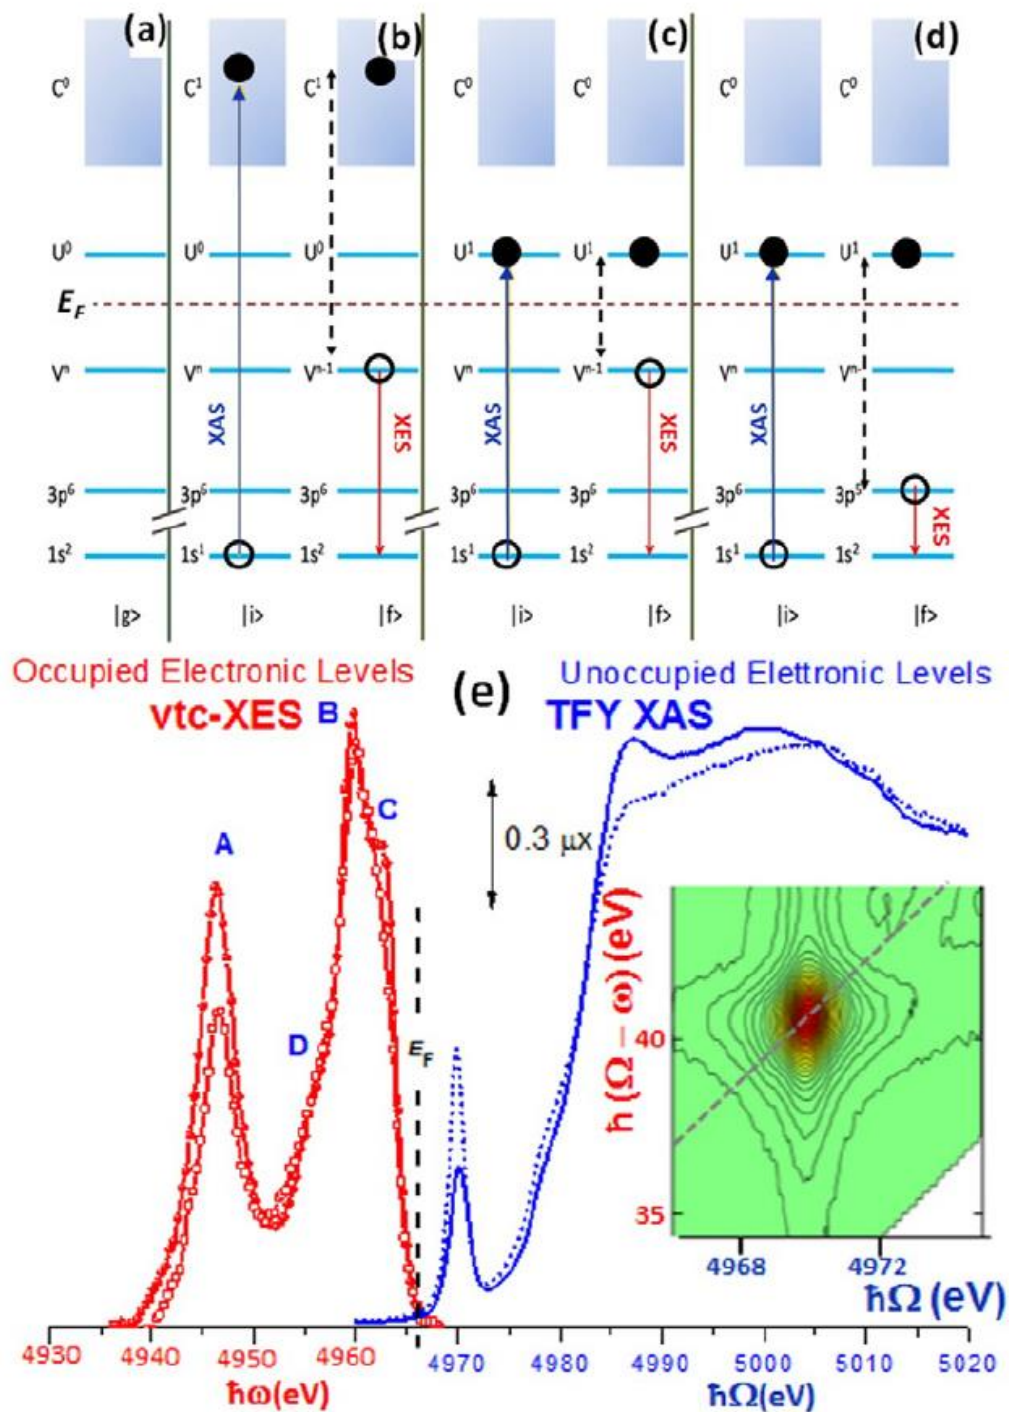 (a) (b) (c) (d)
C⁰ C¹ C¹ C⁰ C⁰ C⁰ C⁰
U⁰ U⁰ U⁰ U¹ U¹ U¹ U¹
E_F
Vⁿ Vⁿ Vⁿ⁻¹ Vⁿ Vⁿ⁻¹ Vⁿ Vⁿ⁻
XAS XES XAS XES XAS
3p⁶ 3p⁶ 3p⁶ 3p⁶ 3p⁶ 3p⁶ 3p⁵
XES
1s² 1s¹ 1s² 1s¹ 1s² 1s¹ 1s²
|g> |i> |f> |i> |f> |i> |f>
Occupied Electronic Levels (e) Unoccupied Elettronic Levels
vtc-XES TFY XAS
B
C
A
0.3 μx
D
E_F
ħ(Ω – ω) (eV)
40
35
4968 4972
ħΩ (eV)
4930 4940 4950 4960 4970 4980 4990 5000 5010 5020
ħω(eV) ħΩ(eV)